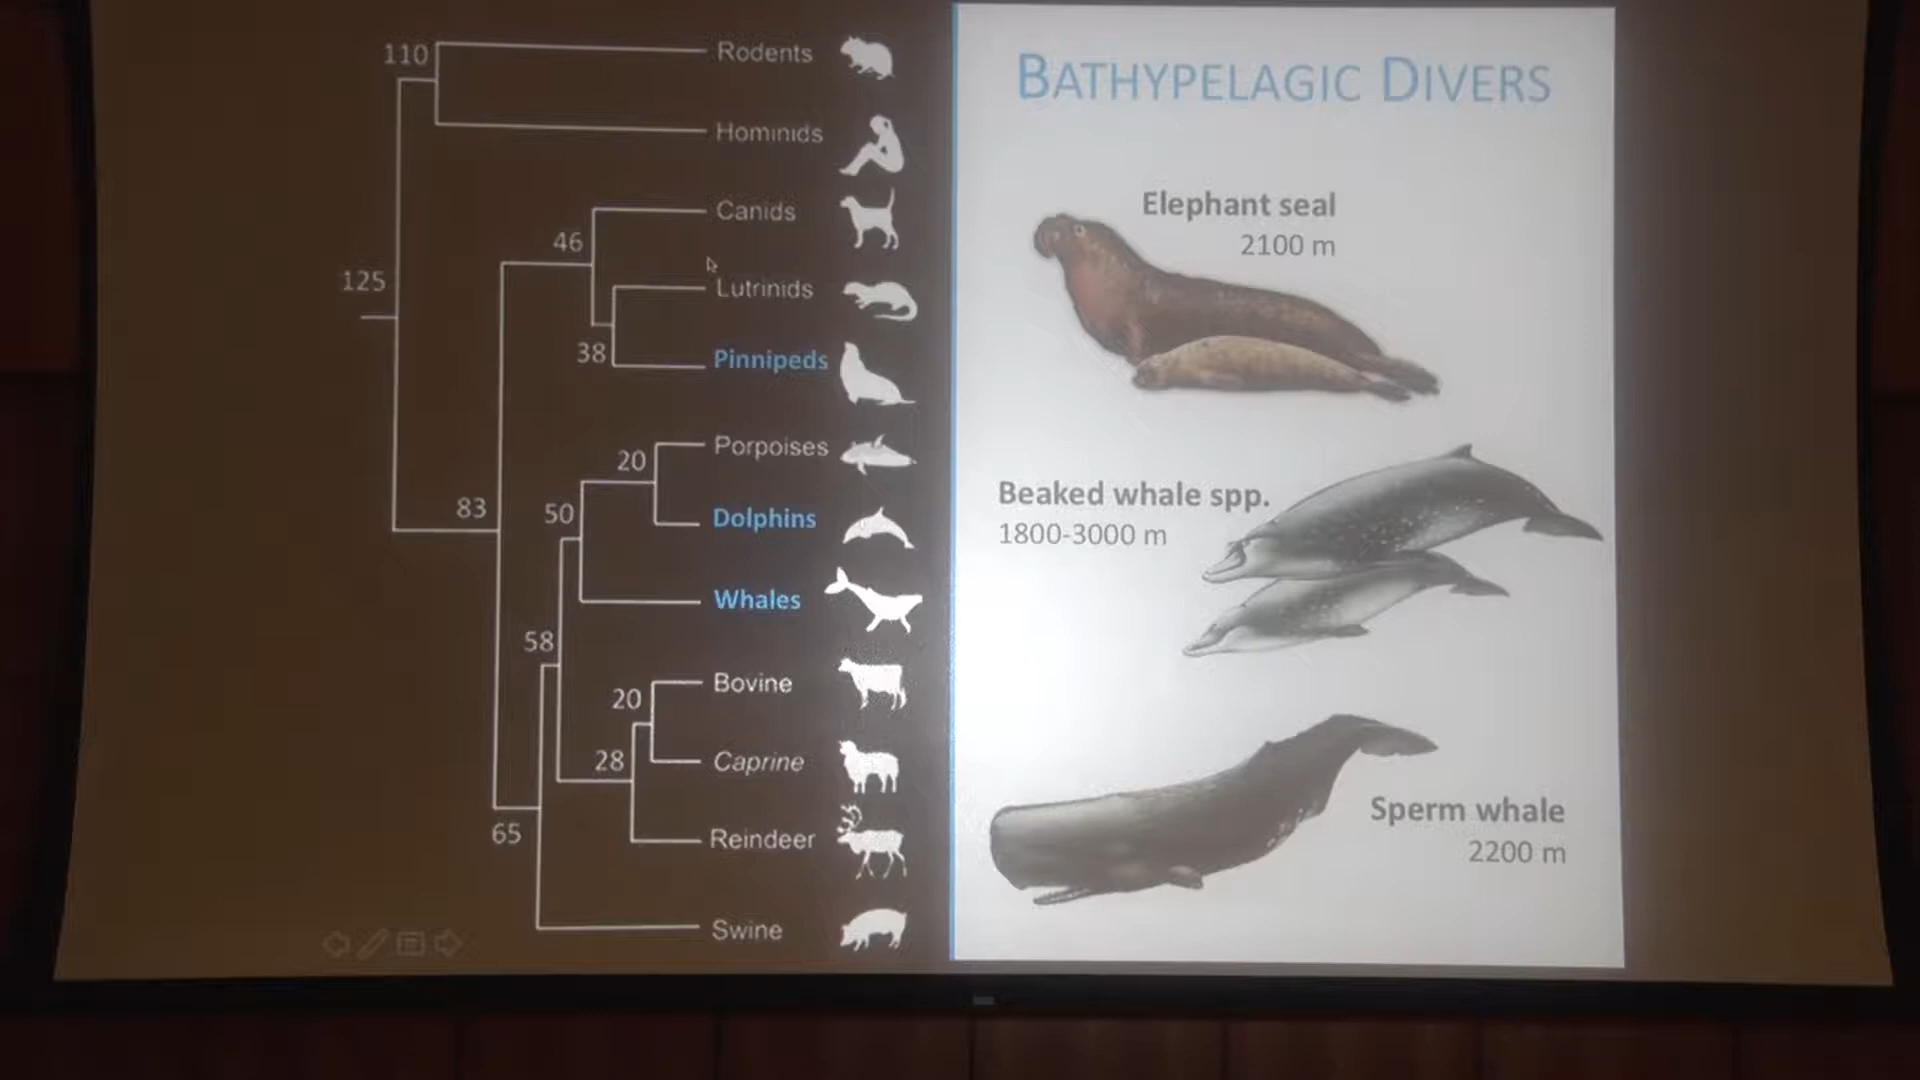 110
Rodents
Hominids
Canids
46
125
Lutrinids
38
Pinnipeds
Porpoises
20
Dolphins
83
50
Whales
58
Bovine
20
Caprine
28
Reindeer
65
Swine
BATHYPELAGIC DIVERS
Elephant seal
2100 m
Beaked whale spp.
1800-3000 m
Sperm whale
2200 m